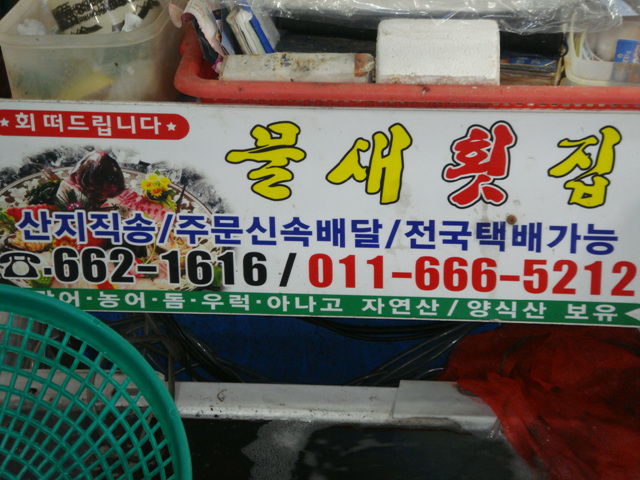 ★회 떠드립니다★
물새횟집
산지직송/주문신속배달/전국택배가능
☎.662-1616 / 011-666-5212
농어·돔·우럭·아나고 자연산/양식산 보유